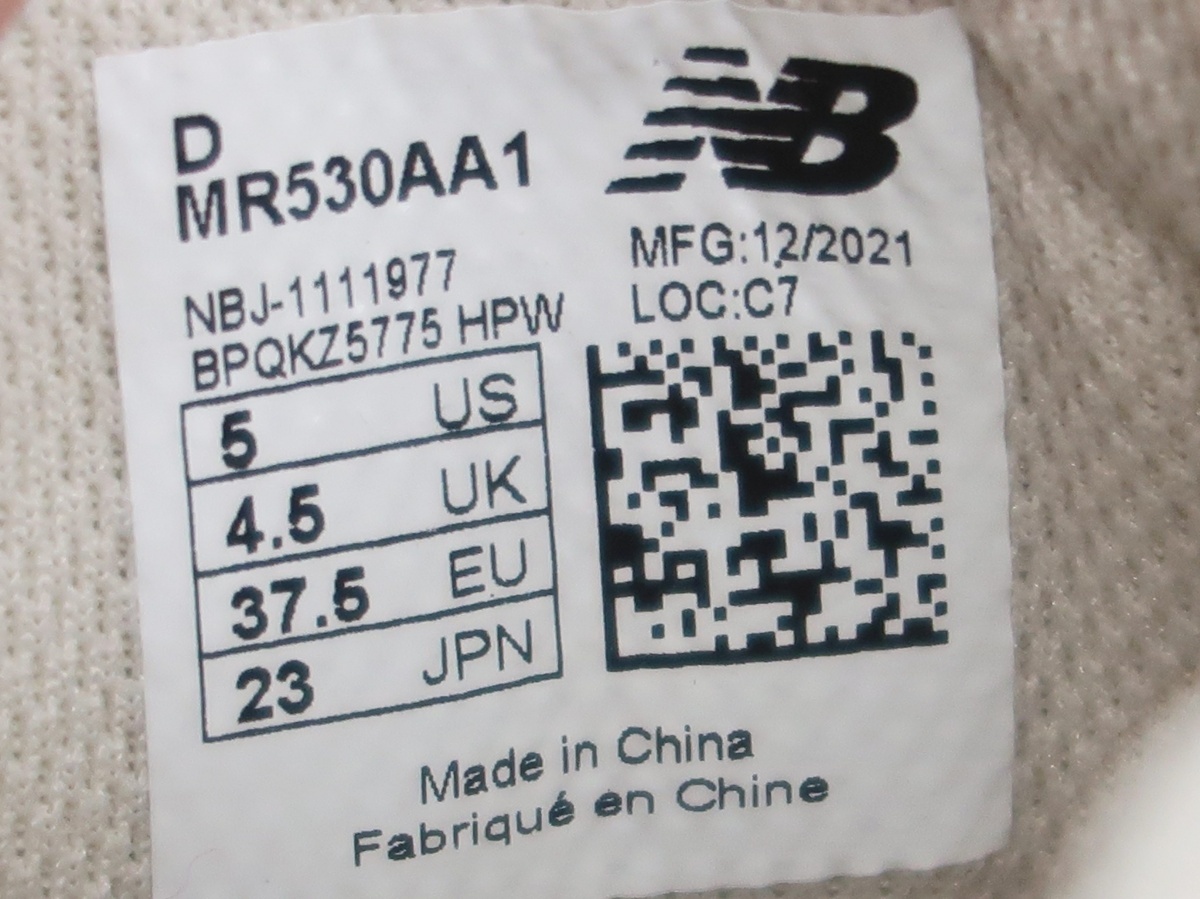 D
MR530AA1
NBJ-1111977
BPQKZ5775 HPW
NB
MFG:12/2021
LOC:C7
5 US
4.5 UK
37.5 EU
23 JPN
Made in China
Fabriqué en Chine